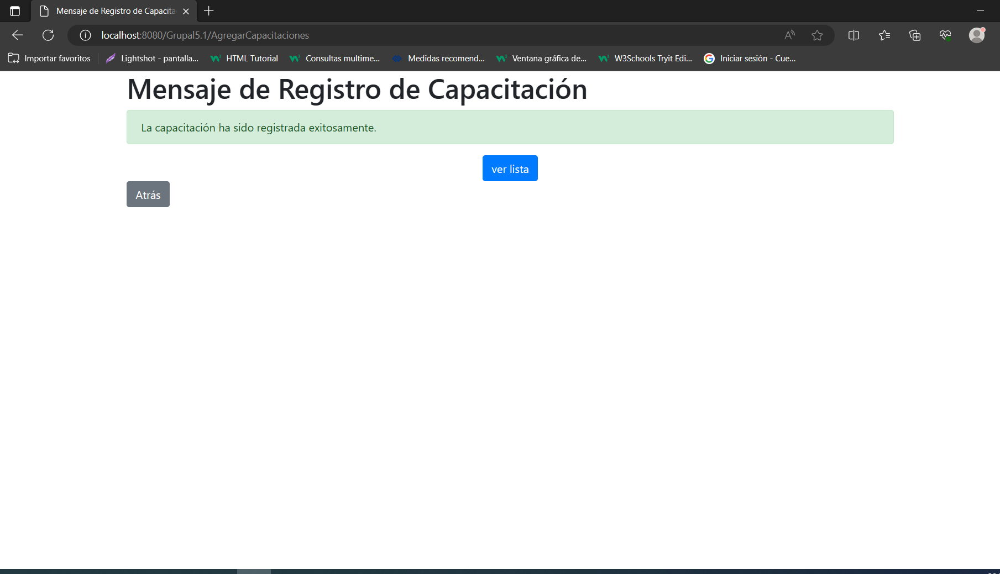 Mensaje de Registro de Capacita
localhost:8080/Grupal5.1/AgregarCapacitaciones
Importar favoritos Lightshot - pantalla... HTML Tutorial Consultas multime... Medidas recomend... Ventana gráfica de... W3Schools Tryit Edi... Iniciar sesión - Cue...
Mensaje de Registro de Capacitación
La capacitación ha sido registrada exitosamente.
ver lista
Atrás